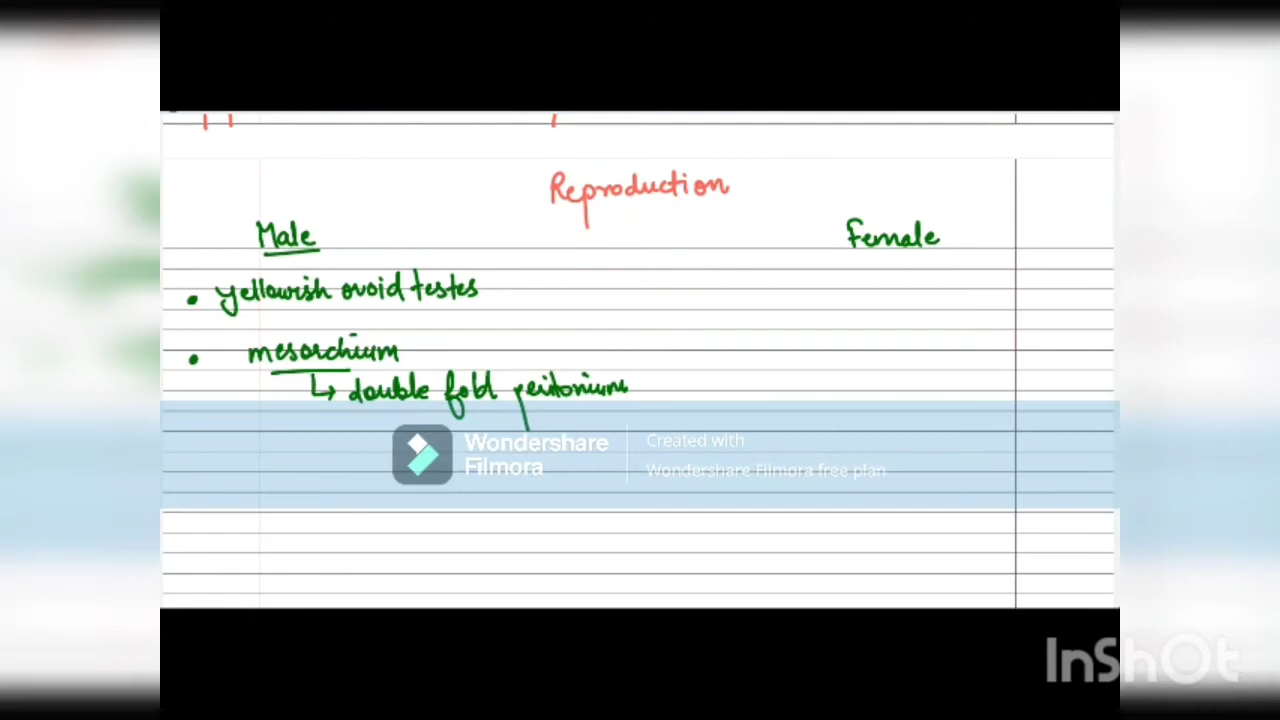 Reproduction
Male
Female
• yellowish ovoid testes
• mesorchium
↳ double fold peritonium
Wondershare
Filmora
Created with
Wondershare Filmora free plan
InShOt